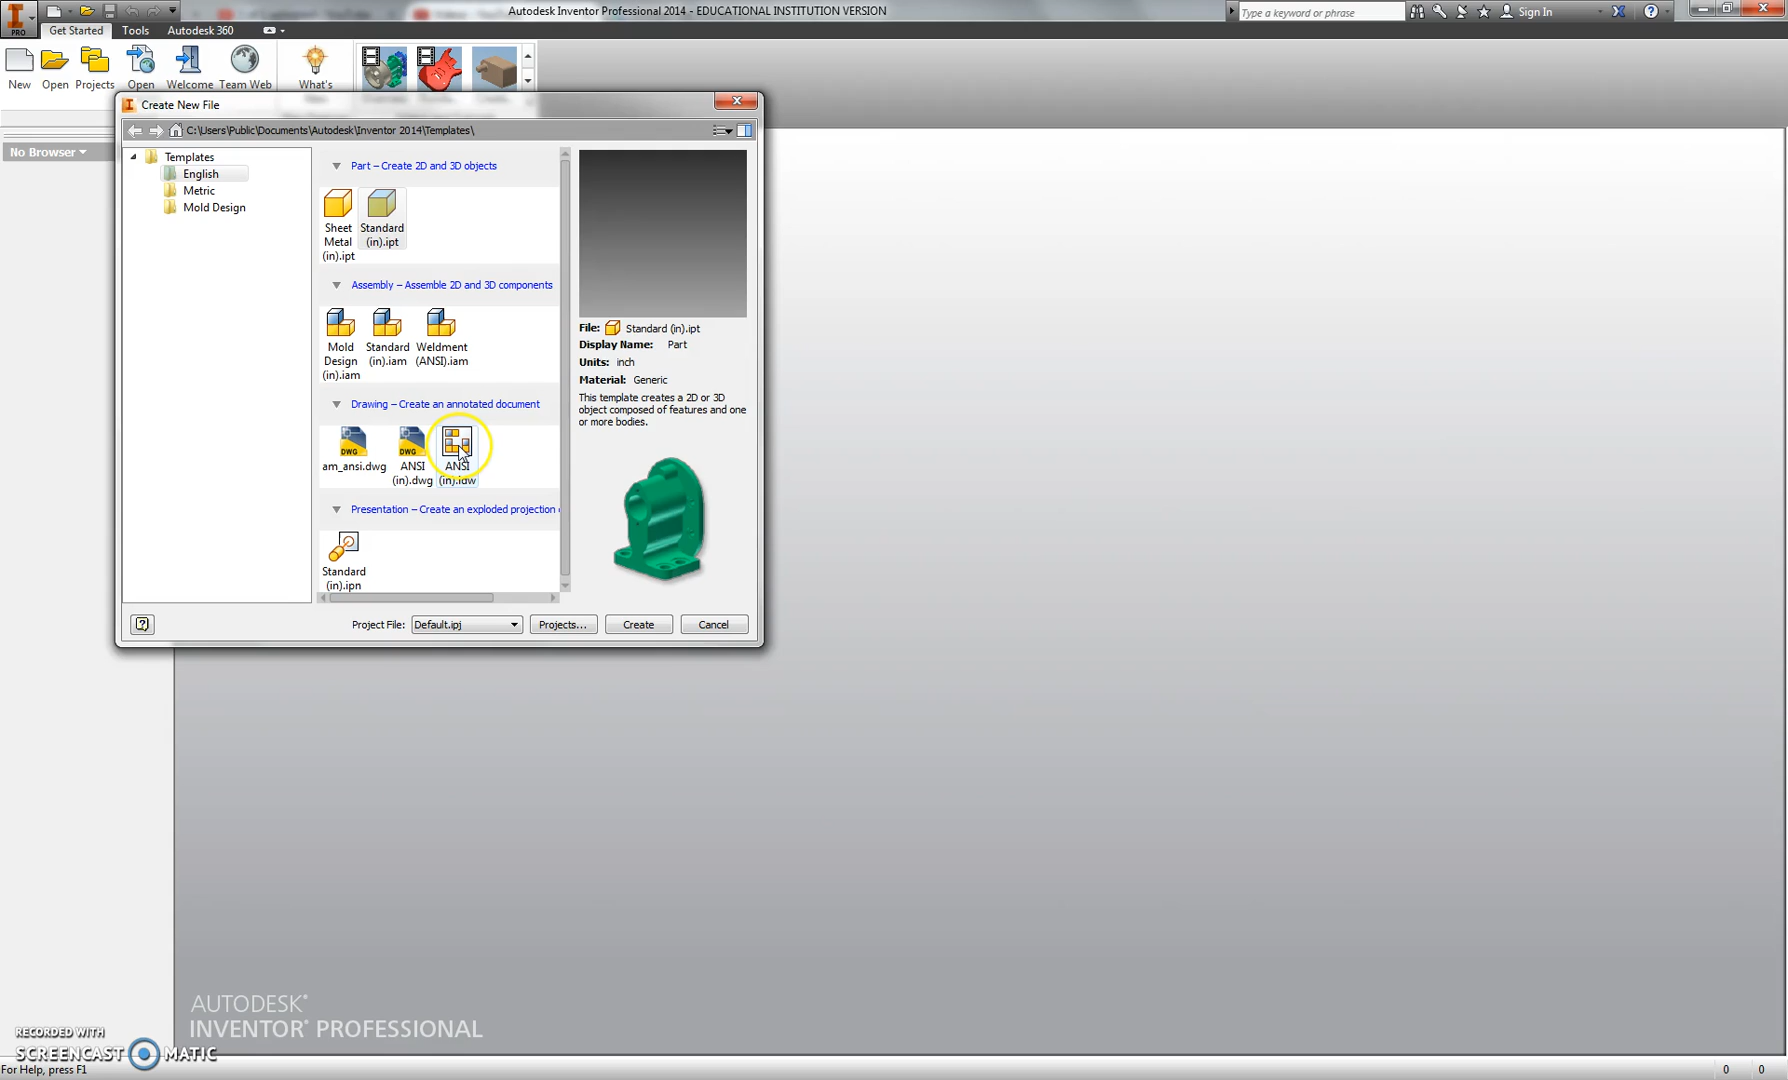 Autodesk Inventor Professional 2014 - EDUCATIONAL INSTITUTION VERSION
Type a keyword or phrase
Sign In
PRO
Get Started Tools Autodesk 360
New Open Projects Open Welcome Team Web What's
Create New File
C:\Users\Public\Documents\Autodesk\Inventor 2014\Templates\
No Browser
Templates
English
Metric
Mold Design
Part – Create 2D and 3D objects
Sheet Metal (in).ipt
Standard (in).ipt
Assembly – Assemble 2D and 3D components
Mold Design (in).iam
Standard (in).iam
Weldment (ANSI).iam
Drawing – Create an annotated document
DWG DWG
am_ansi.dwg
ANSI (in).dwg
ANSI (in).idw
Presentation – Create an exploded projection
Standard (in).ipn
File: Standard (in).ipt
Display Name: Part
Units: inch
Material: Generic
This template creates a 2D or 3D
object composed of features and one
or more bodies.
Project File: Default.ipj Projects... Create Cancel
AUTODESK®
INVENTOR® PROFESSIONAL
RECORDED WITH
SCREENCAST MATIC
For Help, press F1
0 0